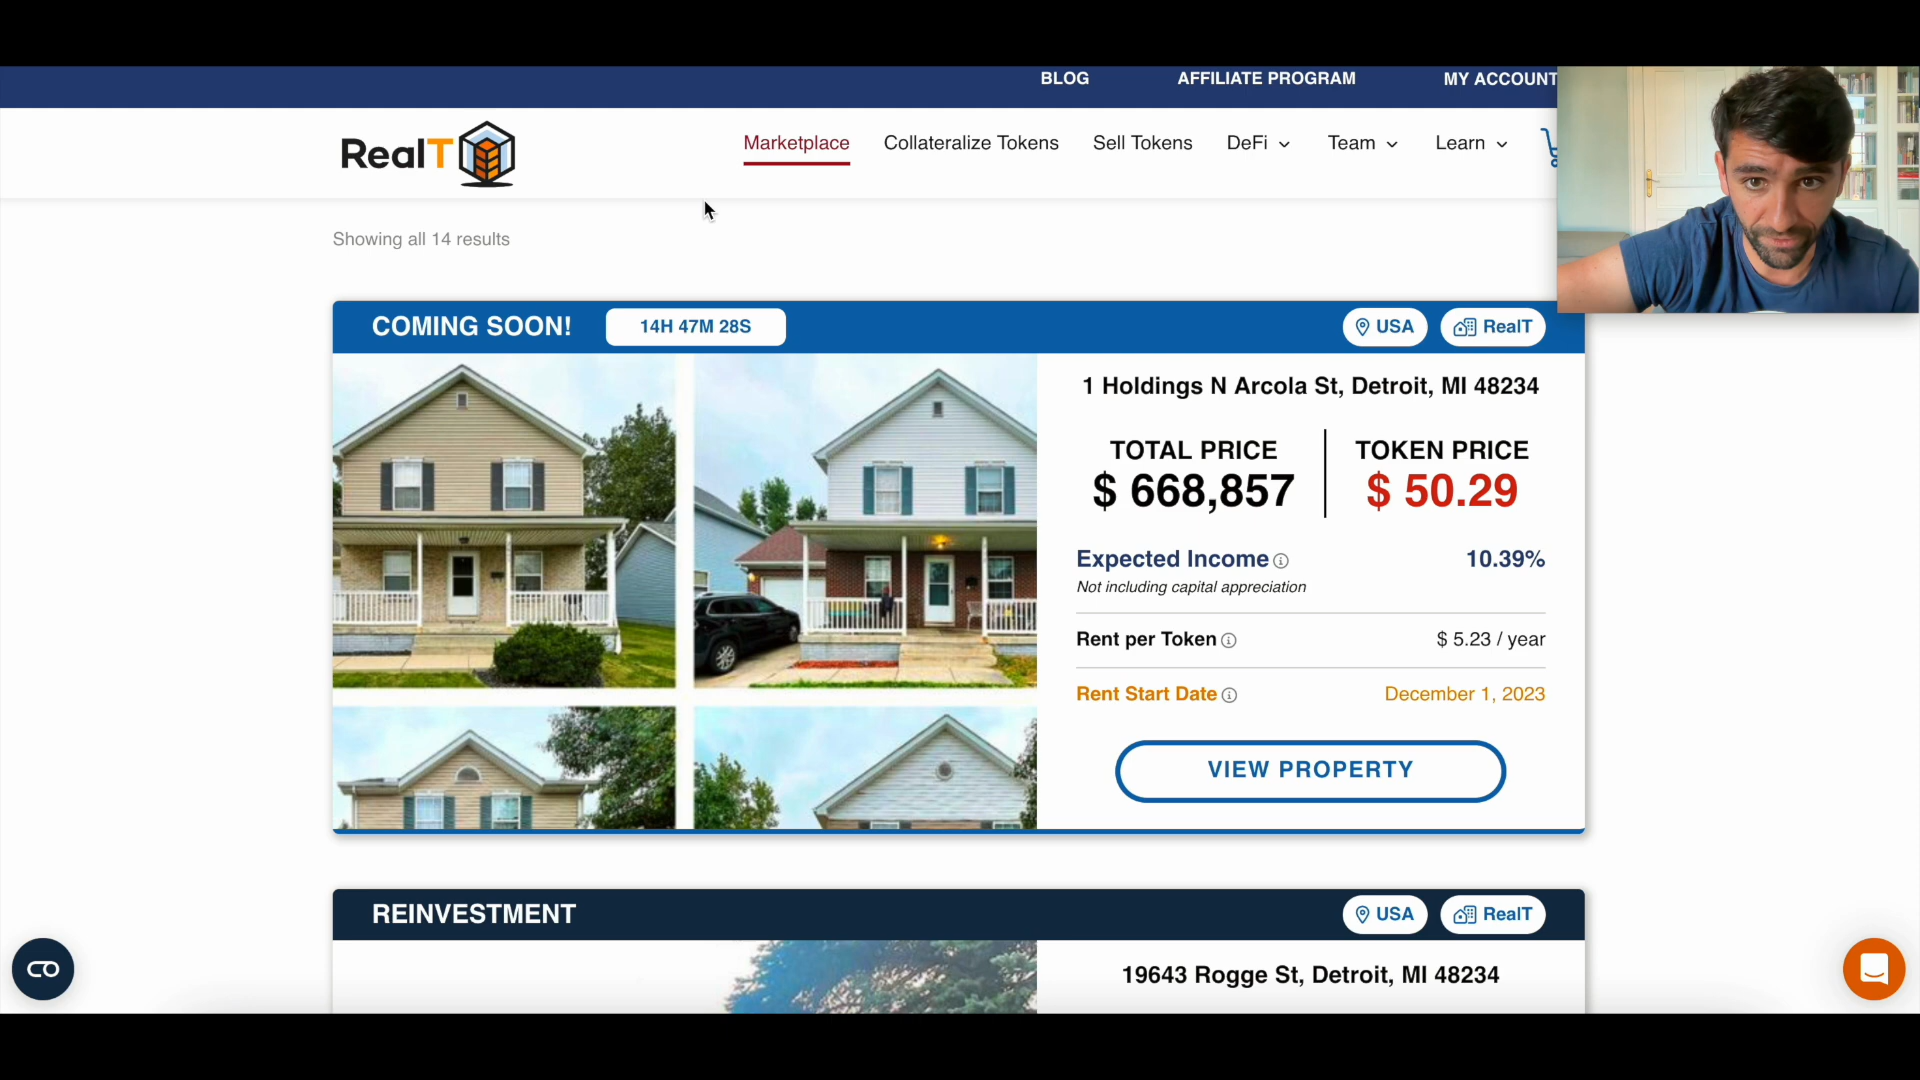 BLOG AFFILIATE PROGRAM MY ACCOUNT
RealT
Marketplace Collateralize Tokens Sell Tokens DeFi Team Learn
Showing all 14 results
COMING SOON! 14H 47M 28S USA RealT
1 Holdings N Arcola St, Detroit, MI 48234
TOTAL PRICE TOKEN PRICE
$ 668,857 $ 50.29
Expected Income 10.39%
Not including capital appreciation
Rent per Token $ 5.23 / year
Rent Start Date December 1, 2023
VIEW PROPERTY
REINVESTMENT USA RealT
19643 Rogge St, Detroit, MI 48234